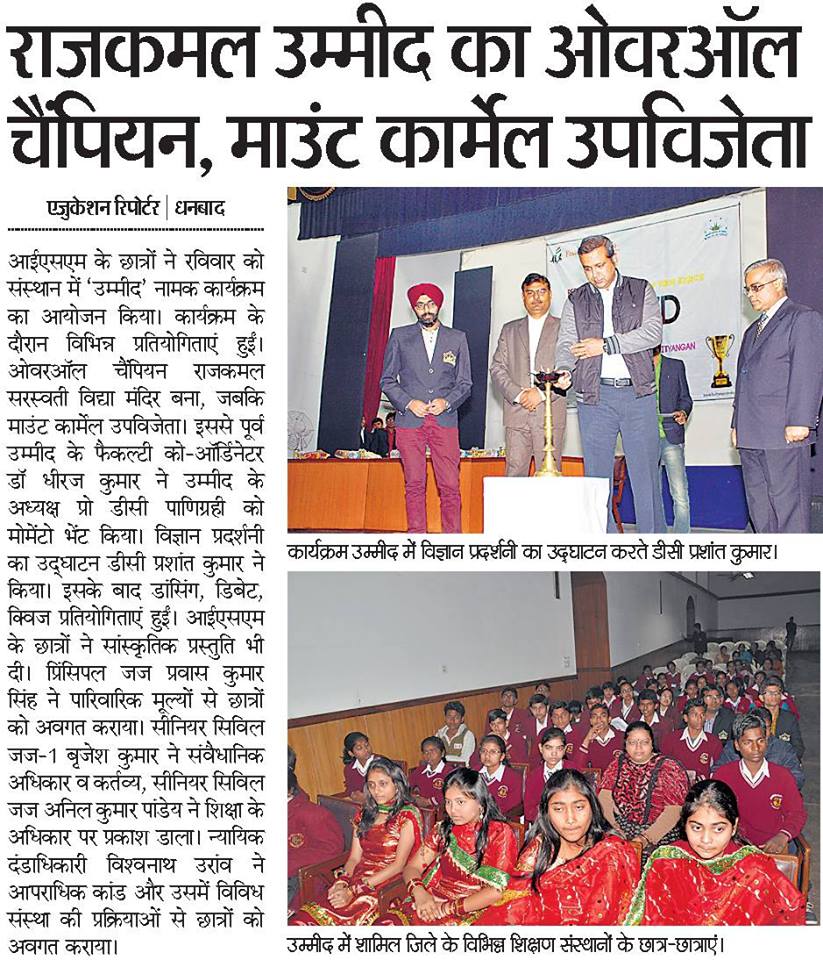 राजकमल उम्मीद का ओवरऑल
चैंपियन, माउंट कार्मेल उपविजेता
एजुकेशन रिपोर्टर | धनबाद
आईएसएम के छात्रों ने रविवार को
संस्थान में ‘उम्मीद’ नामक कार्यक्रम
का आयोजन किया। कार्यक्रम के
दौरान विभिन्न प्रतियोगिताएं हुईं।
ओवरऑल चैंपियन राजकमल
सरस्वती विद्या मंदिर बना, जबकि
माउंट कार्मेल उपविजेता। इससे पूर्व
उम्मीद के फैकल्टी को-ऑर्डिनेटर
डॉ धीरज कुमार ने उम्मीद के
अध्यक्ष प्रो डीसी पाणिग्रही को
मोमेंटो भेंट किया। विज्ञान प्रदर्शनी
का उद्घाटन डीसी प्रशांत कुमार ने
किया। इसके बाद डांसिंग, डिबेट,
क्विज प्रतियोगिताएं हुईं। आईएसएम
के छात्रों ने सांस्कृतिक प्रस्तुति भी
दी। प्रिंसिपल जज प्रवास कुमार
सिंह ने पारिवारिक मूल्यों से छात्रों
को अवगत कराया। सीनियर सिविल
जज-1 बृजेश कुमार ने संवैधानिक
अधिकार व कर्तव्य, सीनियर सिविल
जज अनिल कुमार पांडेय ने शिक्षा के
अधिकार पर प्रकाश डाला। न्यायिक
दंडाधिकारी विश्वनाथ उरांव ने
आपराधिक कांड और उसमें विविध
संस्था की प्रक्रियाओं से छात्रों को
अवगत कराया।
D
TYANGAN
कार्यक्रम उम्मीद में विज्ञान प्रदर्शनी का उद्घाटन करते डीसी प्रशांत कुमार।
उम्मीद में शामिल जिले के विभिन्न शिक्षण संस्थानों के छात्र-छात्राएं।